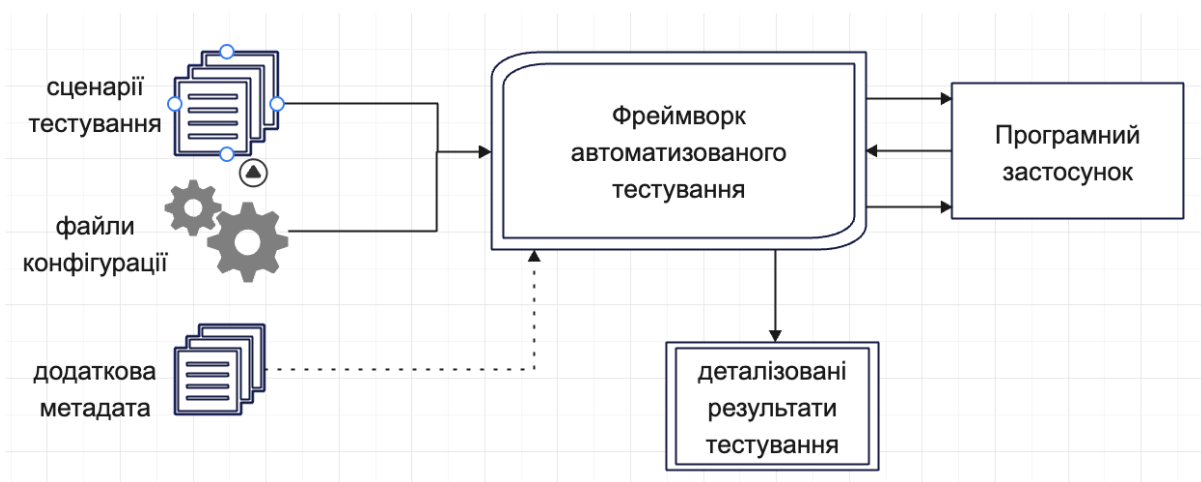 сценарії
тестування
файли
конфігурації
додаткова
метадата
Фреймворк
автоматизованого
тестування
Програмний
застосунок
деталізовані
результати
тестування